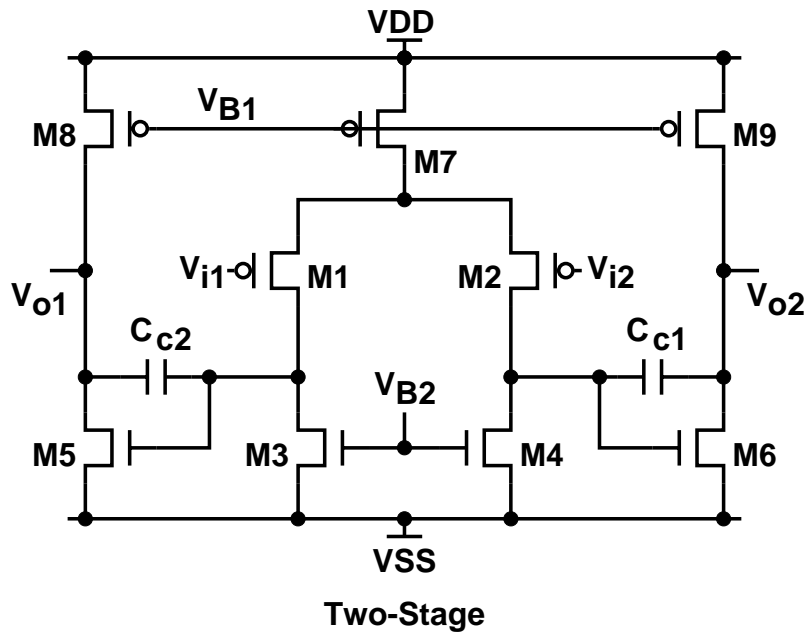 VDD
M8
VB1
M9
M7
Vi1
M1
M2
Vi2
Vo1
Vo2
Cc2
Cc1
VB2
M5
M3
M4
M6
VSS
Two-Stage